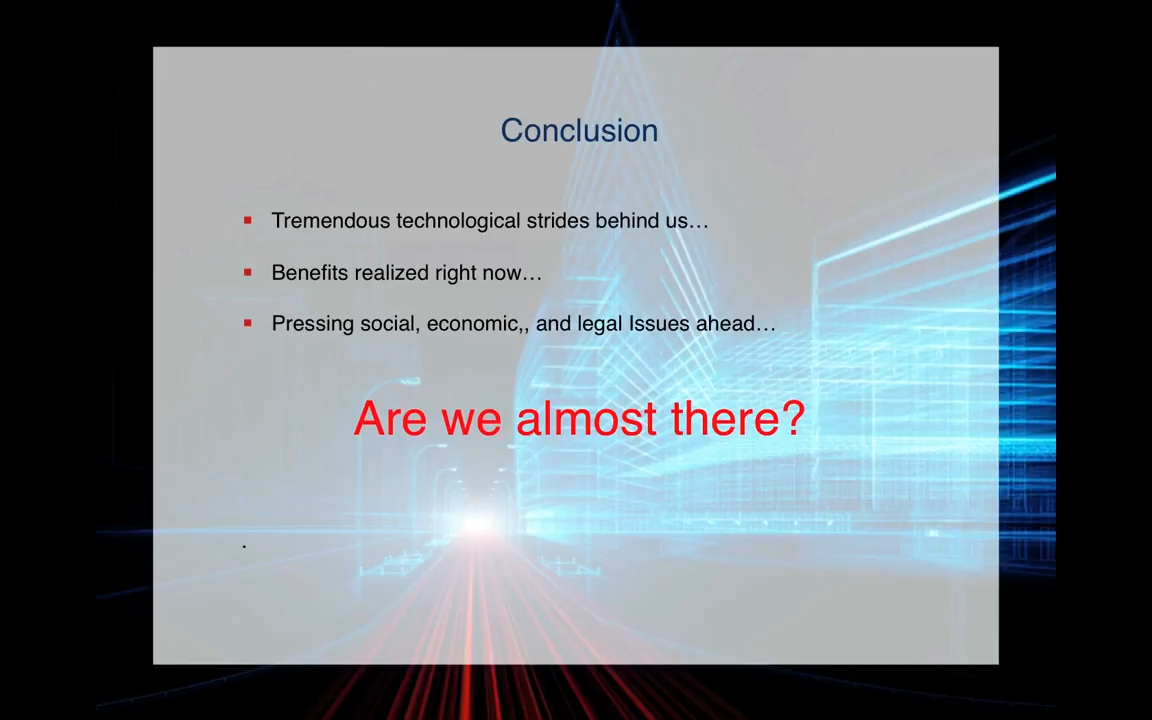 Conclusion
Tremendous technological strides behind us…
Benefits realized right now…
Pressing social, economic,, and legal Issues ahead…
Are we almost there?
.